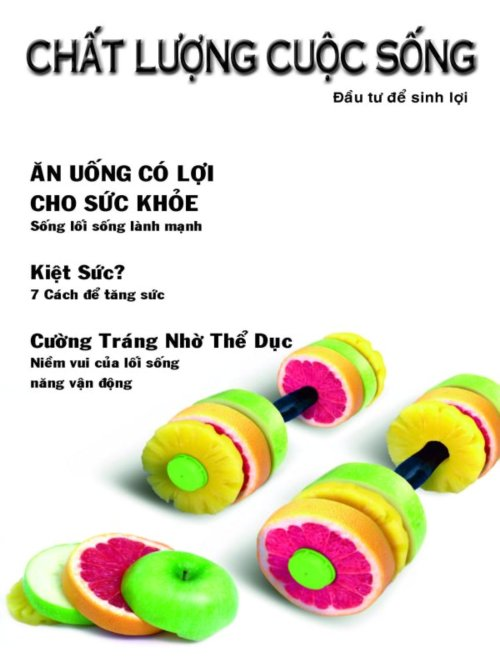 CHẤT LƯỢNG CUỘC SỐNG
Đầu tư để sinh lợi
ĂN UỐNG CÓ LỢI
CHO SỨC KHỎE
Sống lối sống lành mạnh
Kiệt Sức?
7 Cách để tăng sức
Cường Tráng Nhờ Thể Dục
Niềm vui của lối sống
năng vận động